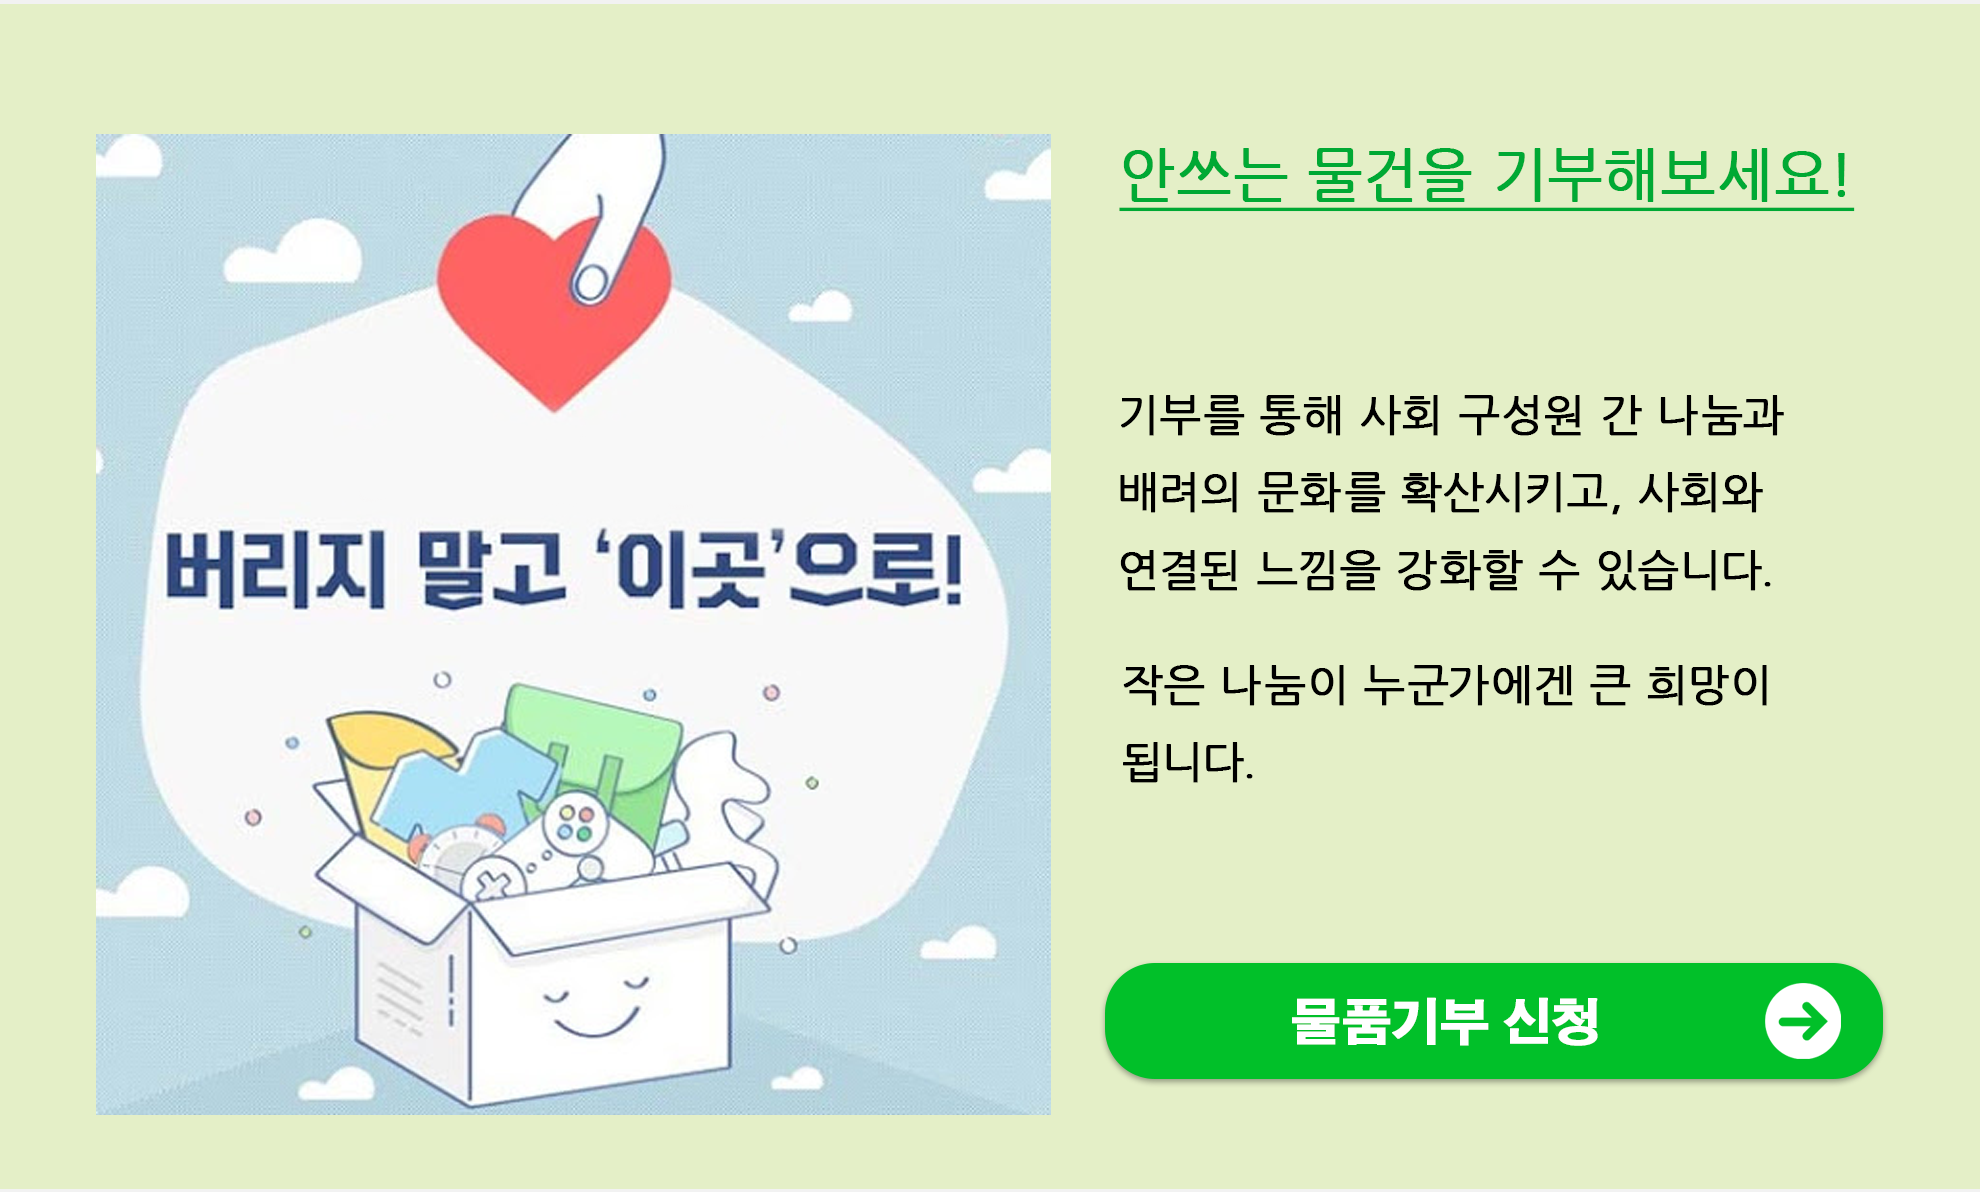 버리지 말고 ‘이곳’으로!
안쓰는 물건을 기부해보세요!
기부를 통해 사회 구성원 간 나눔과
배려의 문화를 확산시키고, 사회와
연결된 느낌을 강화할 수 있습니다.
작은 나눔이 누군가에겐 큰 희망이
됩니다.
물품기부 신청